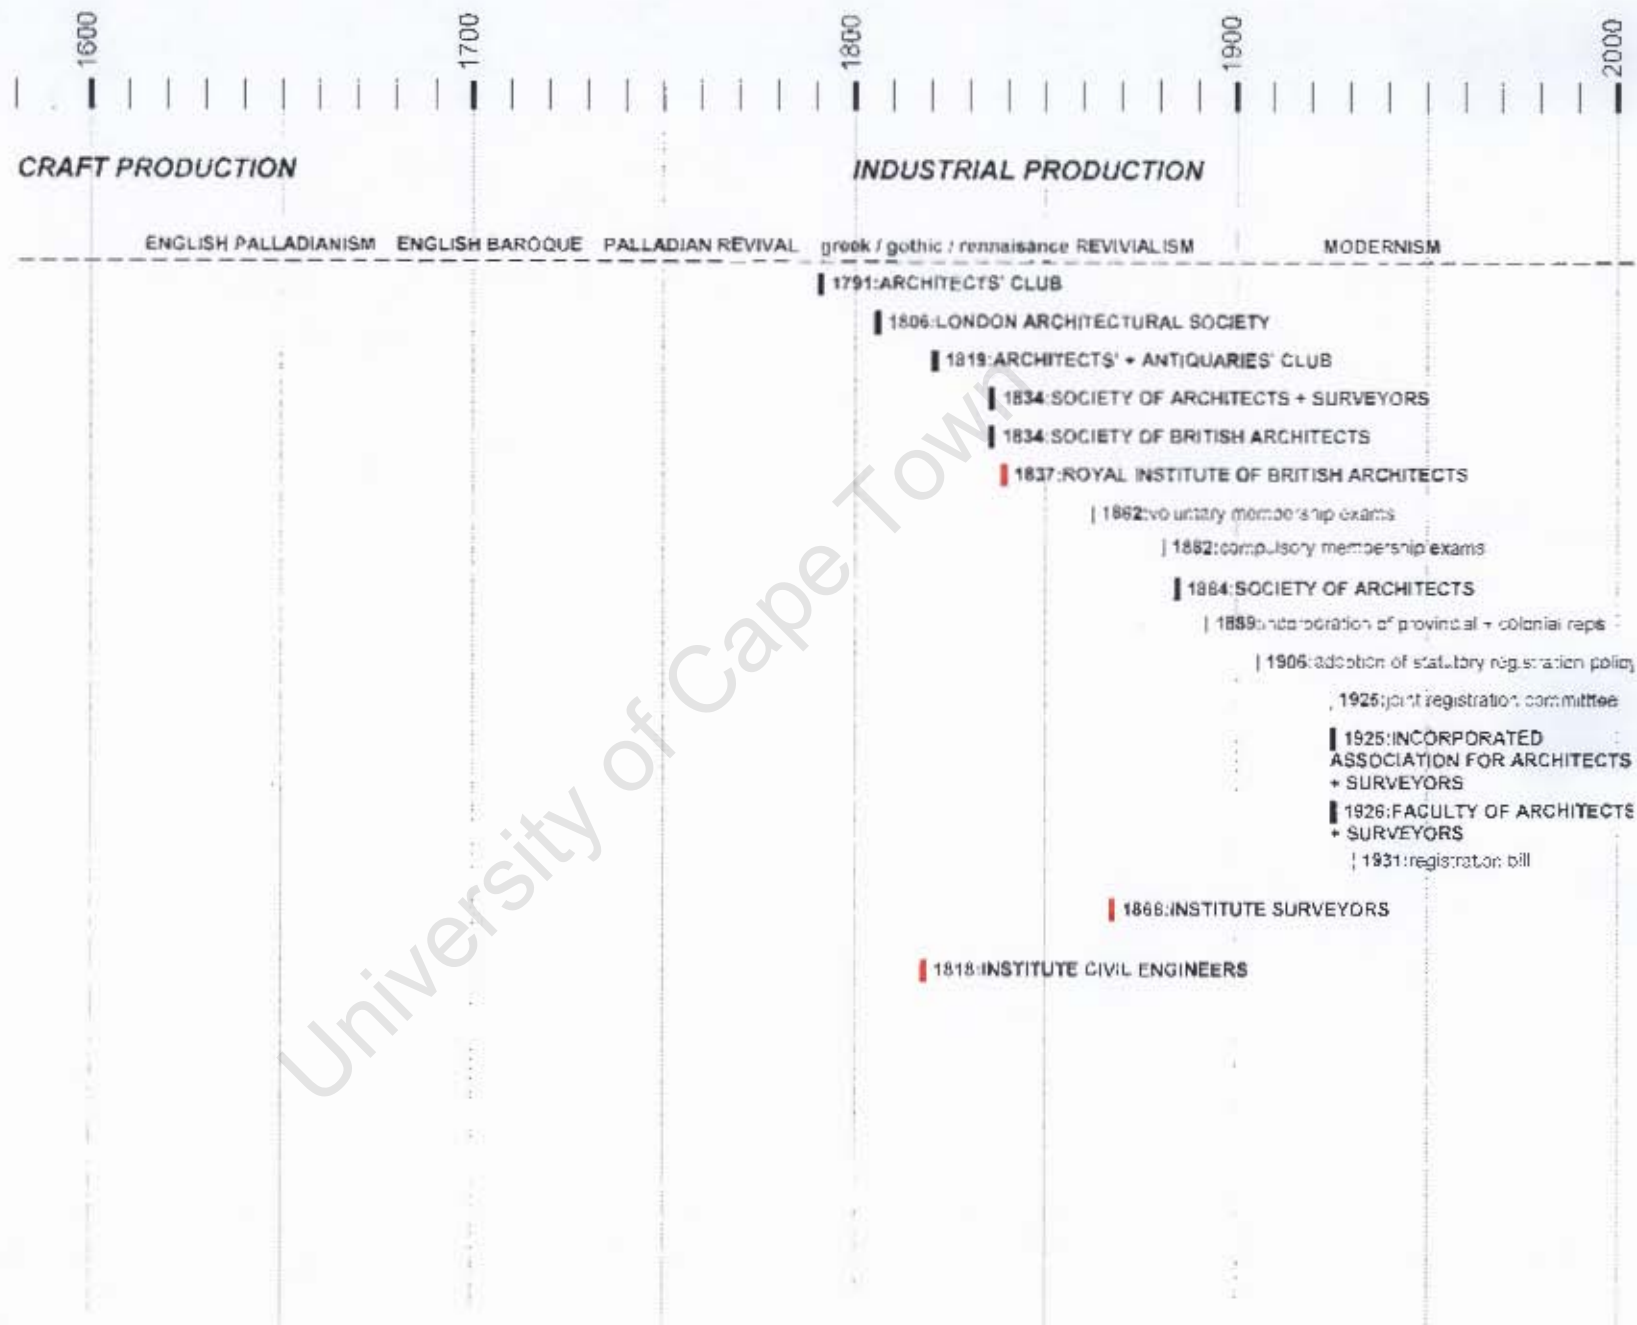 1600
1700
1800
1900
2000
CRAFT PRODUCTION
INDUSTRIAL PRODUCTION
ENGLISH PALLADIANISM ENGLISH BAROQUE PALLADIAN REVIVAL greek / gothic / rennaisance REVIVIALISM MODERNISM
1791:ARCHITECTS' CLUB
1806:LONDON ARCHITECTURAL SOCIETY
1819:ARCHITECTS' + ANTIQUARIES' CLUB
1834:SOCIETY OF ARCHITECTS + SURVEYORS
1834:SOCIETY OF BRITISH ARCHITECTS
1837:ROYAL INSTITUTE OF BRITISH ARCHITECTS
1862:voluntary membership exams
1882:compulsory membership exams
1884:SOCIETY OF ARCHITECTS
1889:incorporation of provincial + colonial reps
1906:adoption of statutory registration policy
1925:joint registration committtee
1925:INCORPORATED
ASSOCIATION FOR ARCHITECTS
+ SURVEYORS
1926:FACULTY OF ARCHITECTS
+ SURVEYORS
1931:registration bill
1868:INSTITUTE SURVEYORS
1818:INSTITUTE CIVIL ENGINEERS
University of Cape Town